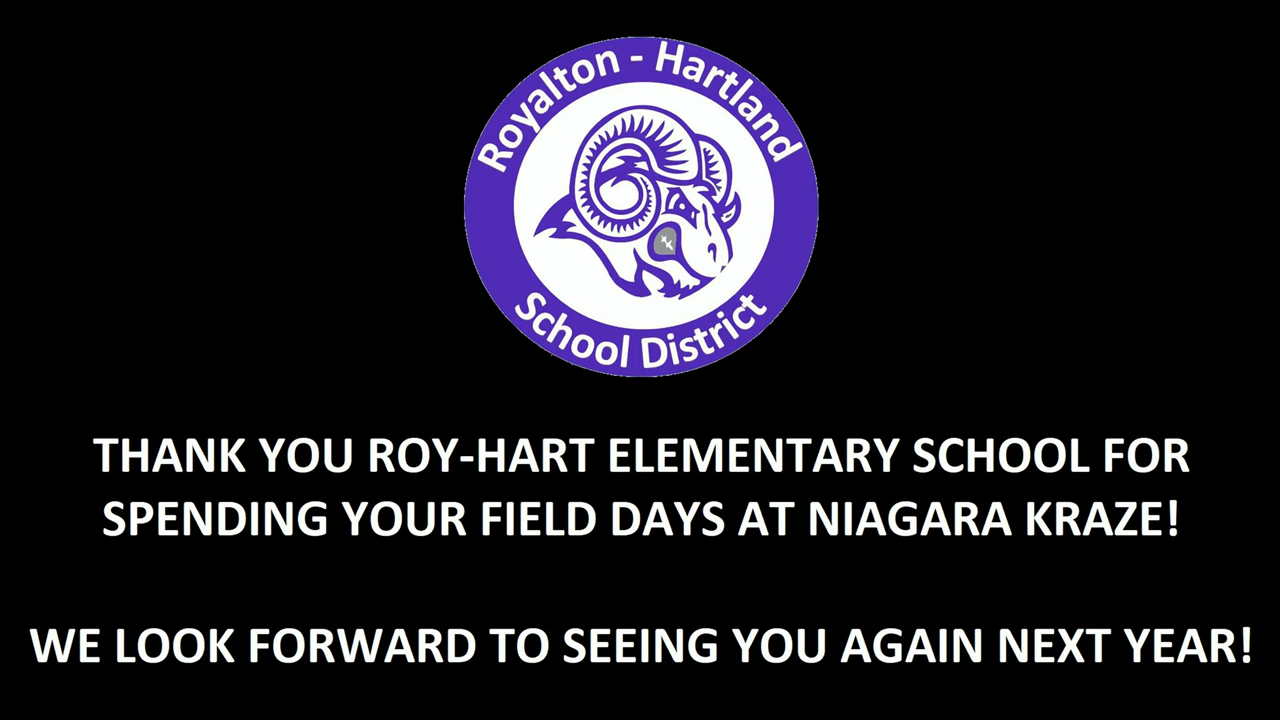 Royalton - Hartland
School District
THANK YOU ROY-HART ELEMENTARY SCHOOL FOR
SPENDING YOUR FIELD DAYS AT NIAGARA KRAZE!
WE LOOK FORWARD TO SEEING YOU AGAIN NEXT YEAR!